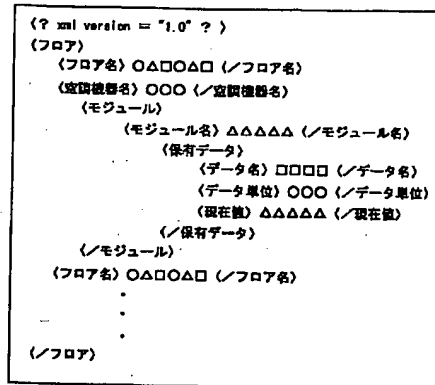 〈? xml version = "1.0" ? 〉
〈フロア〉
〈フロア名〉 〇△□〇△□ 〈／フロア名〉
〈空調機器名〉 〇〇〇 〈／空調機器名〉
〈モジュール〉
〈モジュール名〉 △△△△△ 〈／モジュール名〉
〈保有データ〉
〈データ名〉 □□□□ 〈／データ名〉
〈データ単位〉 〇〇〇 〈／データ単位〉
〈現在値〉 △△△△△ 〈／現在値〉
〈／保有データ〉
〈／モジュール〉
〈フロア名〉 〇△□〇△□ 〈／フロア名〉
・
・
・
〈／フロア〉